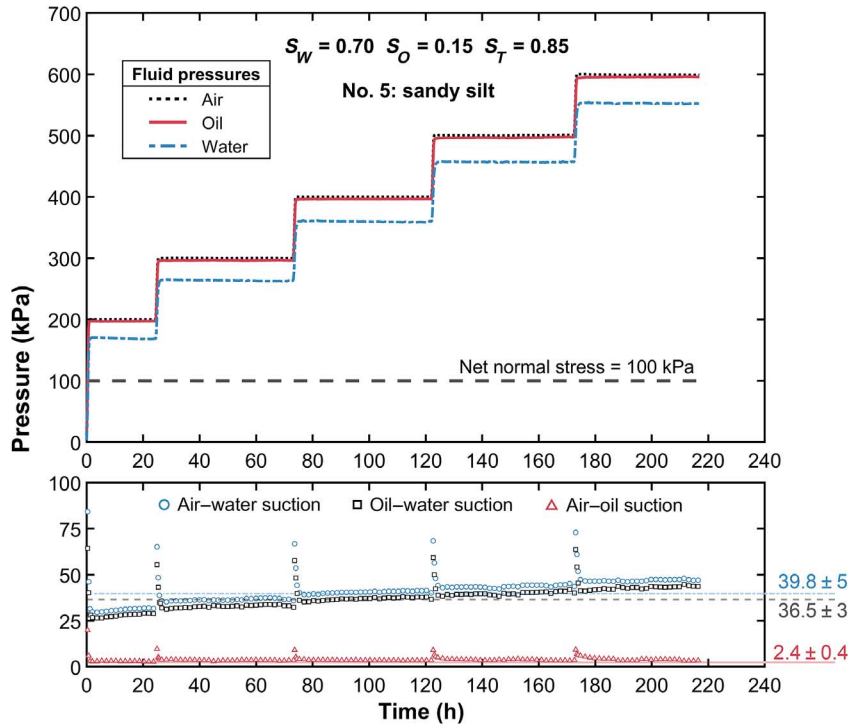 700
600
500
400
300
200
100
0
Pressure (kPa)
S_W = 0.70 S_O = 0.15 S_T = 0.85
No. 5: sandy silt
Fluid pressures
Air
Oil
Water
Net normal stress = 100 kPa
0 20 40 60 80 100 120 140 160 180 200 220 240
100
75
50
25
0
Air–water suction Oil–water suction Air–oil suction
39.8 ± 5
36.5 ± 3
2.4 ± 0.4
0 20 40 60 80 100 120 140 160 180 200 220 240
Time (h)